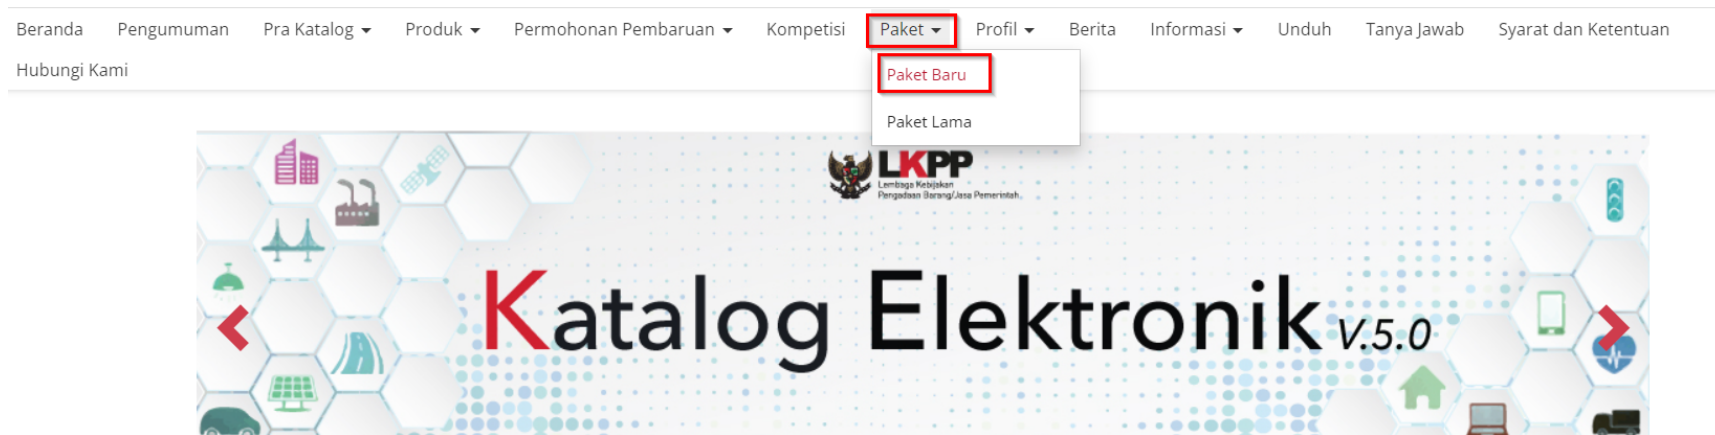 Beranda Pengumuman Pra Katalog Produk Permohonan Pembaruan Kompetisi Paket Profil Berita Informasi Unduh Tanya Jawab Syarat dan Ketentuan
Hubungi Kami
Paket Baru
Paket Lama
LKPP
Lembaga Kebijakan
Pengadaan Barang/Jasa Pemerintah
Katalog Elektronik V.5.0